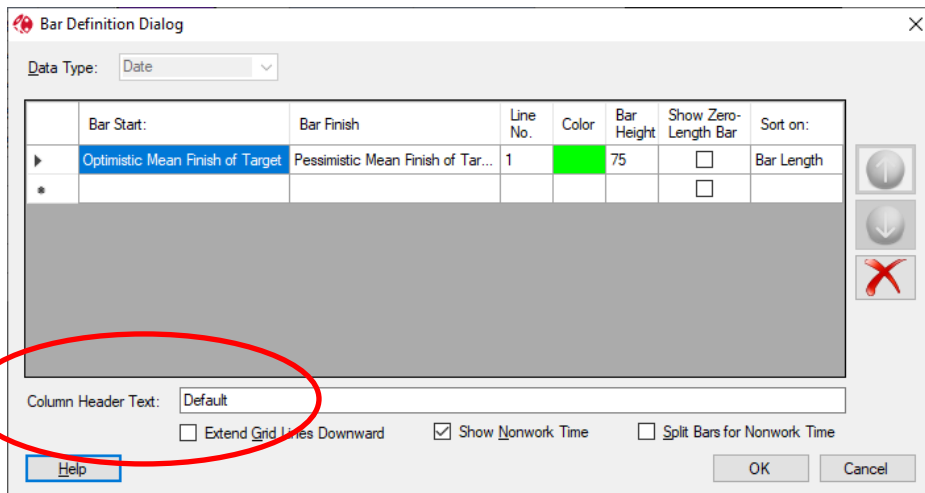 Bar Definition Dialog
Data Type: Date
Bar Start: Bar Finish Line No. Color Bar Height Show Zero-Length Bar Sort on:
Optimistic Mean Finish of Target Pessimistic Mean Finish of Tar... 1 75 Bar Length
Column Header Text: Default
Extend Grid Lines Downward Show Nonwork Time Split Bars for Nonwork Time
Help OK Cancel